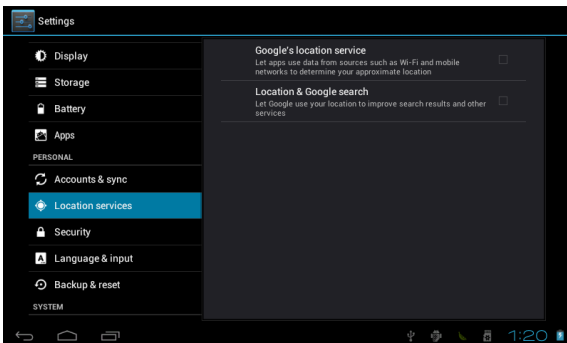 Settings
Display
Storage
Battery
Apps
PERSONAL
Accounts & sync
Location services
Security
Language & input
Backup & reset
SYSTEM
Google's location service
Let apps use data from sources such as Wi-Fi and mobile
networks to determine your approximate location
Location & Google search
Let Google use your location to improve search results and other
services
1:20